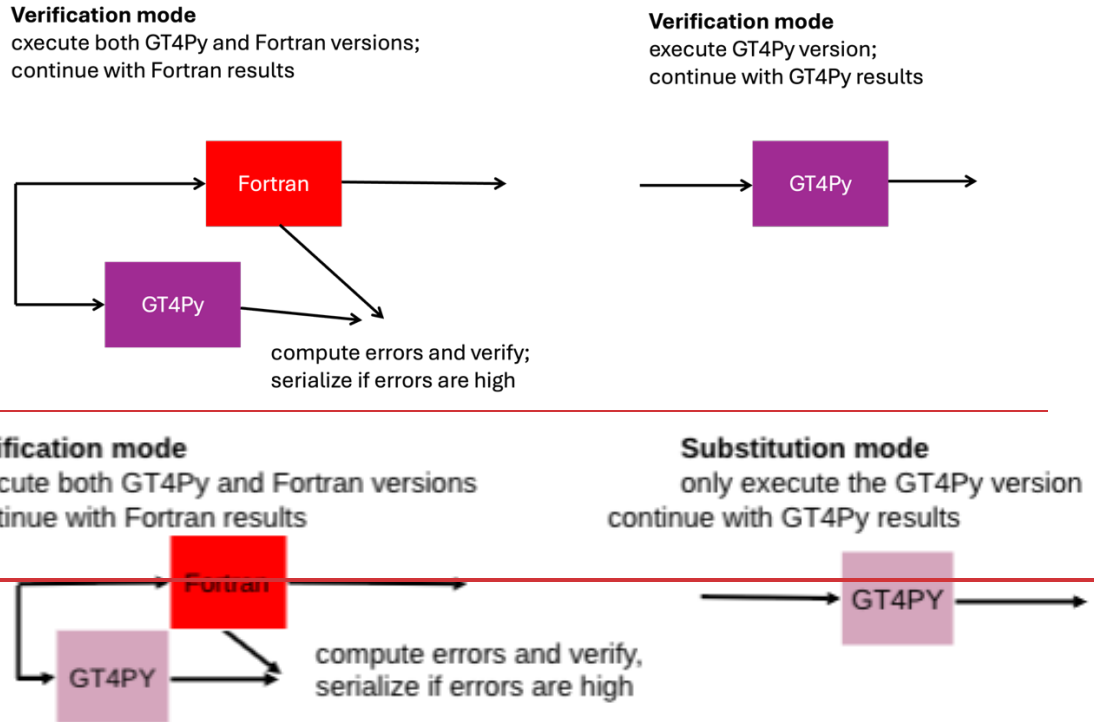 Verification mode
cxecute both GT4Py and Fortran versions;
continue with Fortran results
Verification mode
execute GT4Py version;
continue with GT4Py results
Fortran
GT4Py
GT4Py
compute errors and verify;
serialize if errors are high
ification mode
cute both GT4Py and Fortran versions
tinue with Fortran results
Substitution mode
only execute the GT4Py version
continue with GT4Py results
Fortran
GT4PY
GT4PY
compute errors and verify,
serialize if errors are high